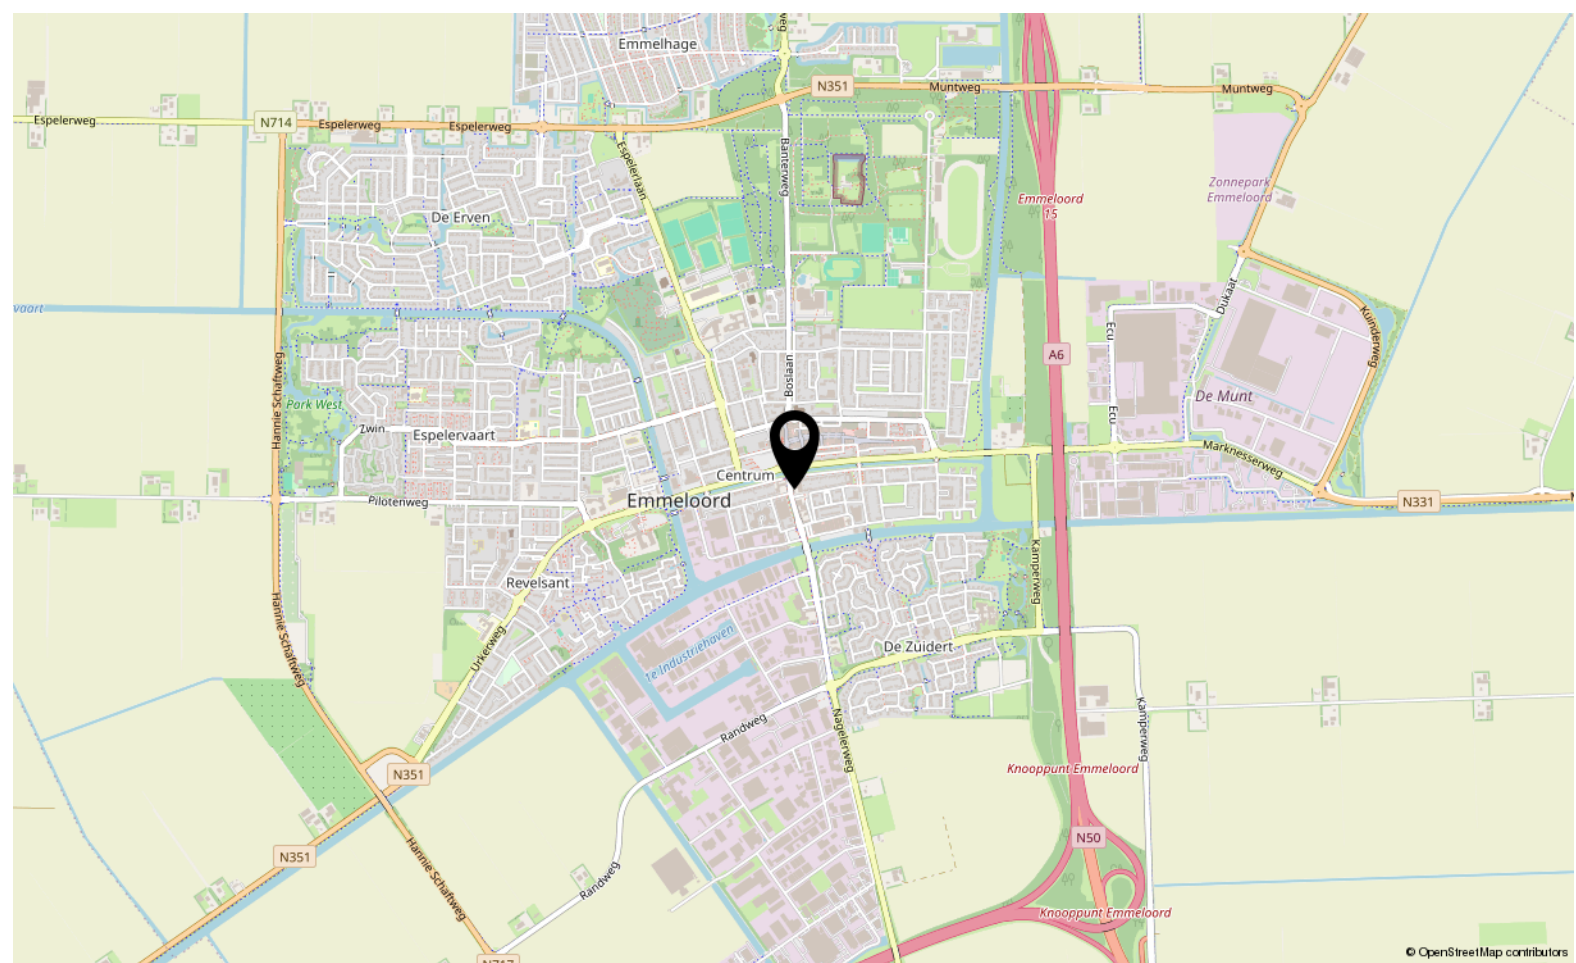 Emmelhage
weg
N351
Muntweg
Muntweg
Espelerweg
N714
Espelerweg
Espelerweg
Espelerlaan
Banterweg
Zonnepark
Emmeloord
Emmeloord
15
De Erven
vaart
Dukaat
Ecu
Kuinderweg
A6
Hannie Schaftweg
Boslaan
Park West
De Munt
Ecu
Zwin
Espelervaart
Marknesserweg
Centrum
Pilotenweg
Emmeloord
N331
Kamperweg
Revelsant
Hannie Schaftweg
Urkerweg
1e Industriehaven
De Zuidert
Randweg
Nagelerweg
Kamperweg
N351
Knooppunt Emmeloord
N50
N351
Hannie Schaftweg
Randweg
Knooppunt Emmeloord
N717
© OpenStreetMap contributors